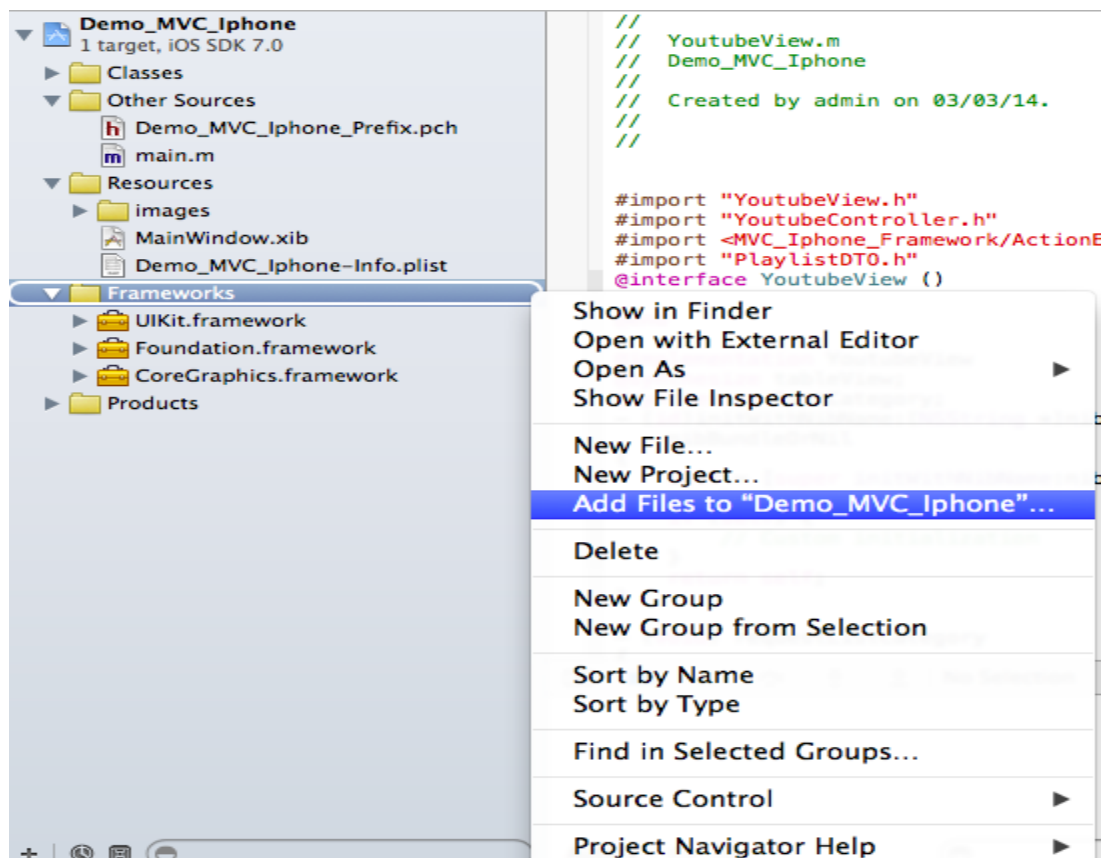 Demo_MVC_Iphone
1 target, iOS SDK 7.0
Classes
Other Sources
h Demo_MVC_Iphone_Prefix.pch
m main.m
Resources
images
MainWindow.xib
Demo_MVC_Iphone-Info.plist
Frameworks
UIKit.framework
Foundation.framework
CoreGraphics.framework
Products
//
// YoutubeView.m
// Demo_MVC_Iphone
//
// Created by admin on 03/03/14.
//
//
#import "YoutubeView.h"
#import "YoutubeController.h"
#import <MVC_Iphone_Framework/ActionE
#import "PlaylistDTO.h"
@interface YoutubeView ()
Show in Finder
Open with External Editor
Open As
Show File Inspector
New File...
New Project...
Add Files to “Demo_MVC_Iphone”...
Delete
New Group
New Group from Selection
Sort by Name
Sort by Type
Find in Selected Groups...
Source Control
Project Navigator Help